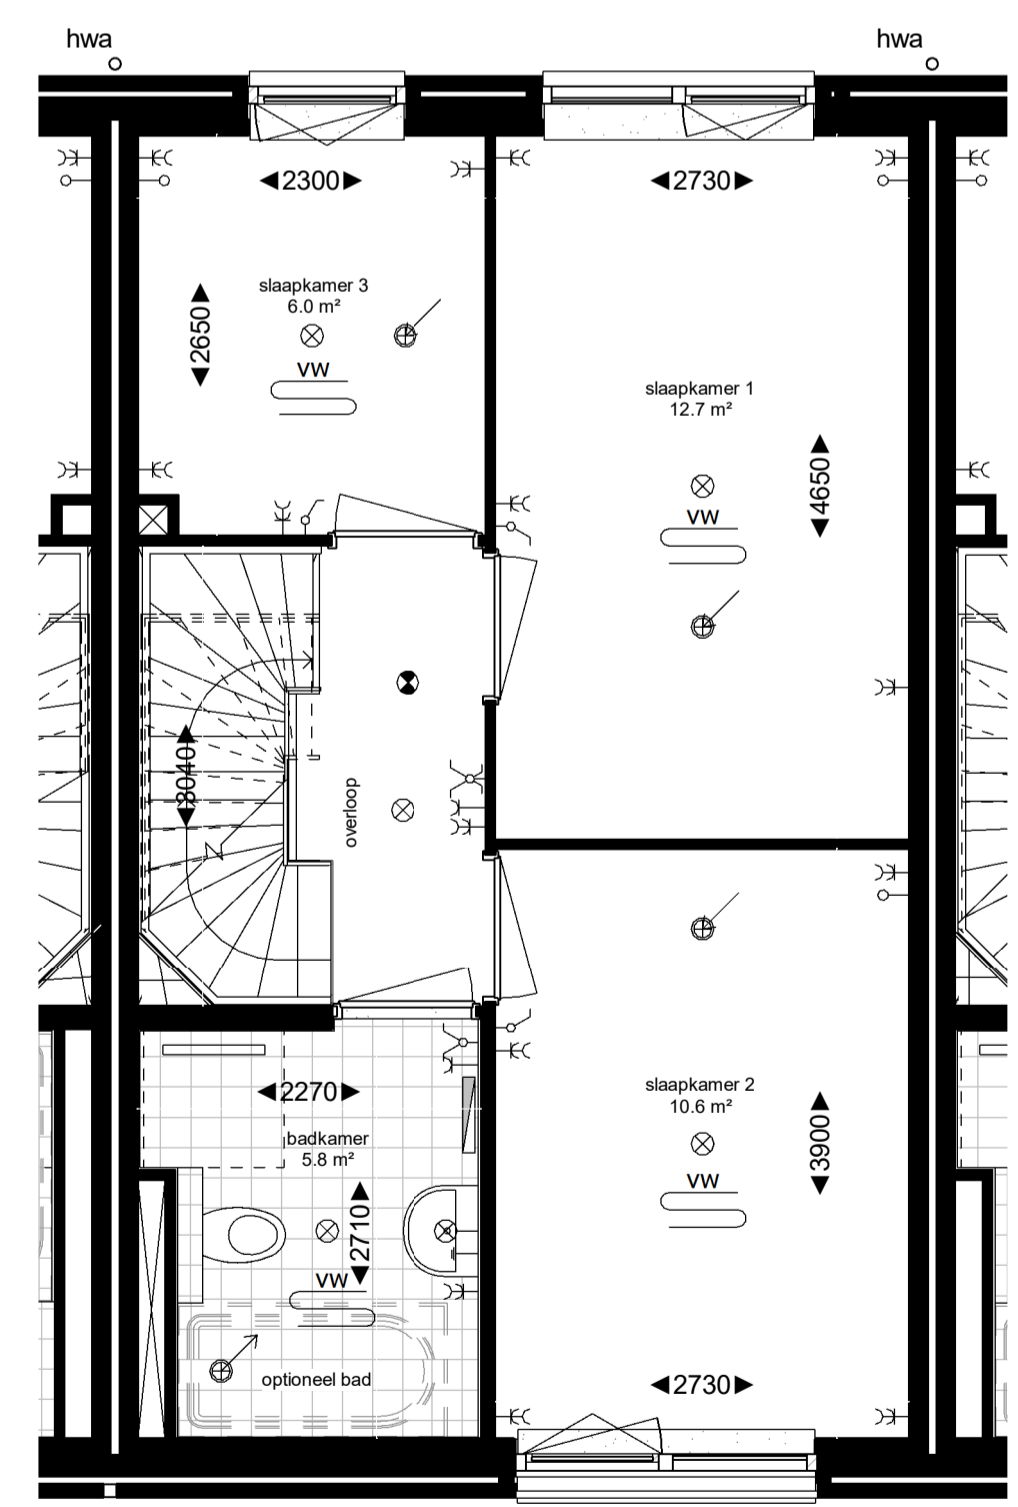 hwa
hwa
2300
2730
slaapkamer 3
6.0 m²
2650
vw
slaapkamer 1
12.7 m²
4650
vw
3040
overloop
2270
badkamer
5.8 m²
2710
vw
optioneel bad
slaapkamer 2
10.6 m²
3900
vw
2730